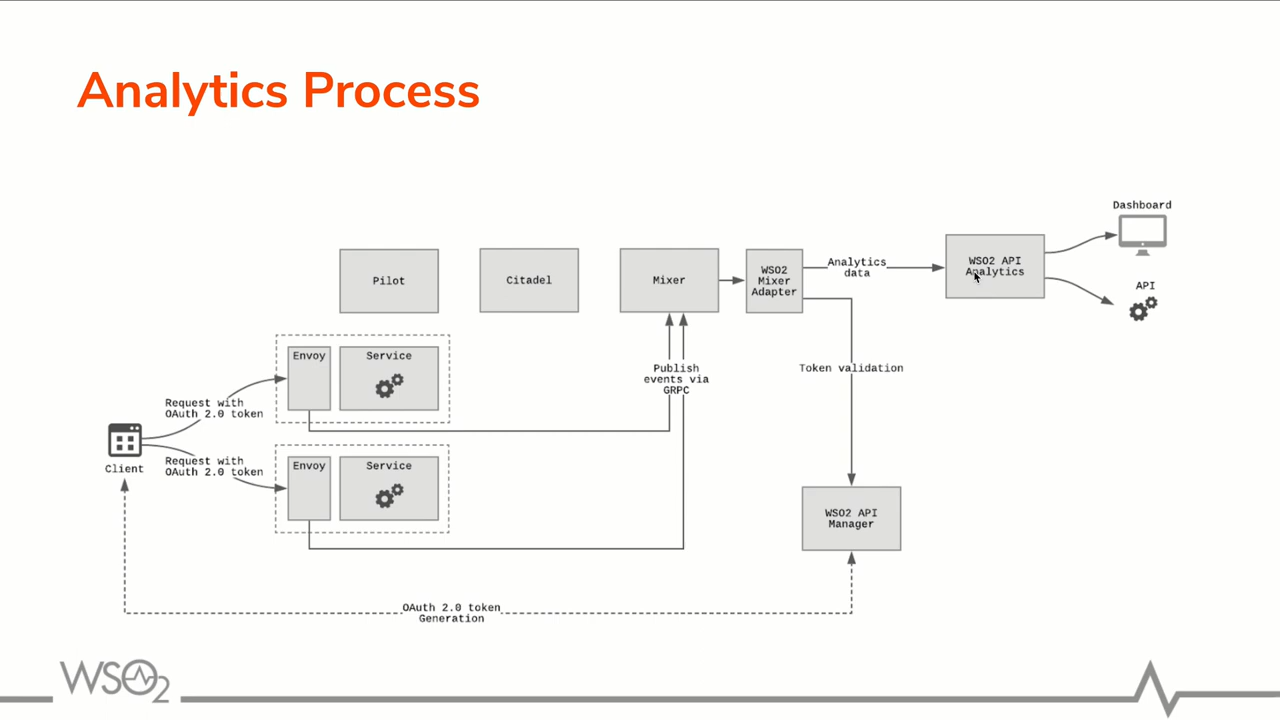 Analytics Process
Dashboard
API
Pilot
Citadel
Mixer
WSO2
Mixer
Adapter
Analytics
data
WSO2 API
Analytics
Envoy
Service
Publish
events via
GRPC
Token validation
Request with
OAuth 2.0 token
Client
Request with
OAuth 2.0 token
Envoy
Service
WSO2 API
Manager
OAuth 2.0 token
Generation
WSO2